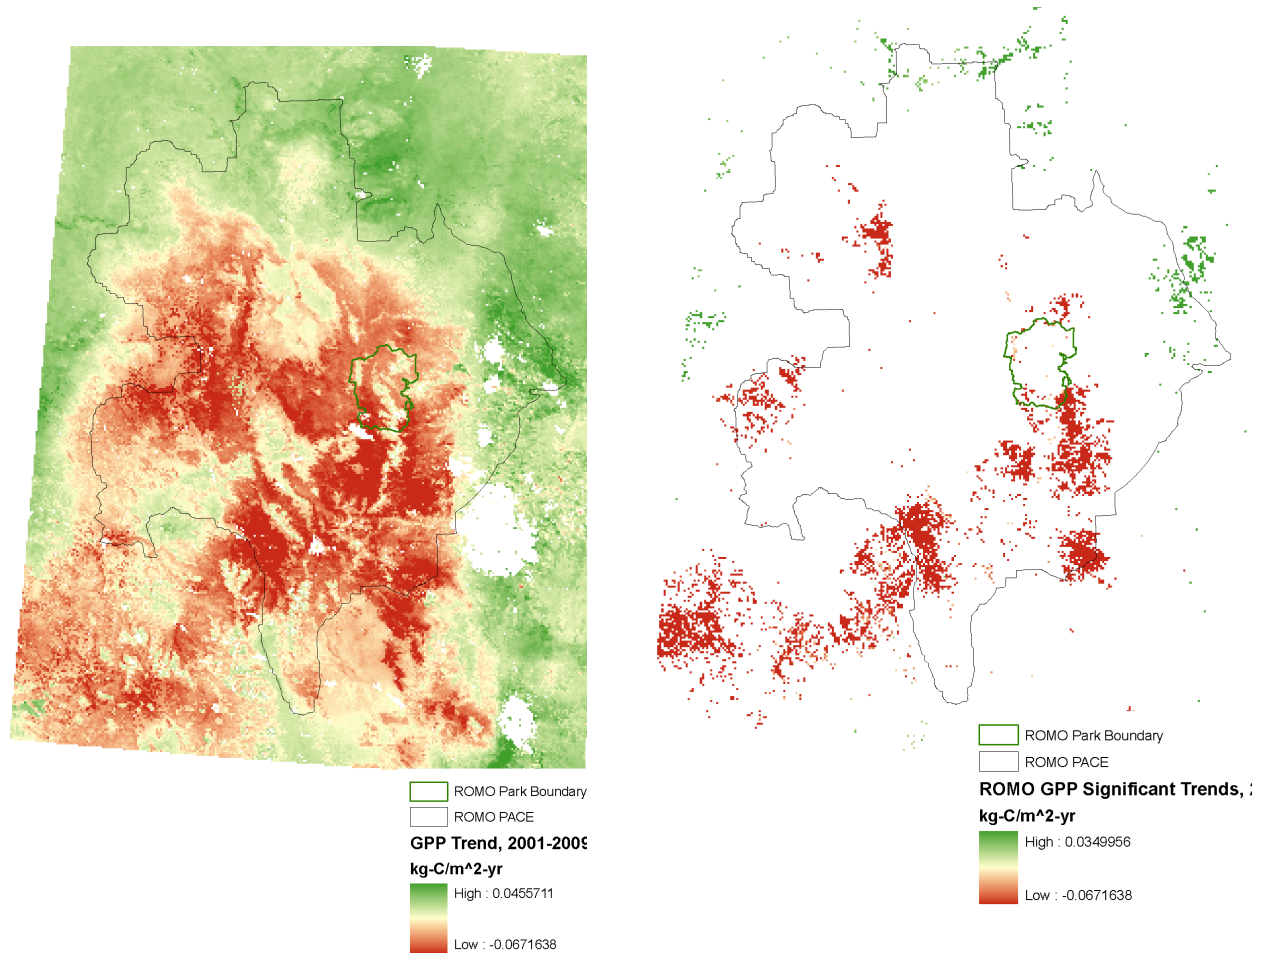 ROMO Park Boundary
ROMO PACE
GPP Trend, 2001-2009
kg-C/m^2-yr
High : 0.0455711
Low : -0.0671638
ROMO Park Boundary
ROMO PACE
ROMO GPP Significant Trends,
kg-C/m^2-yr
High : 0.0349956
Low : -0.0671638